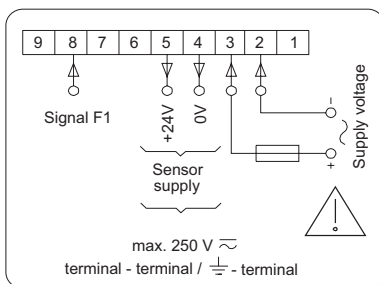 9 8 7 6 5 4 3 2 1
Signal F1
+24V
0V
Sensor
supply
−
+
Supply voltage
max. 250 V
terminal - terminal / - terminal